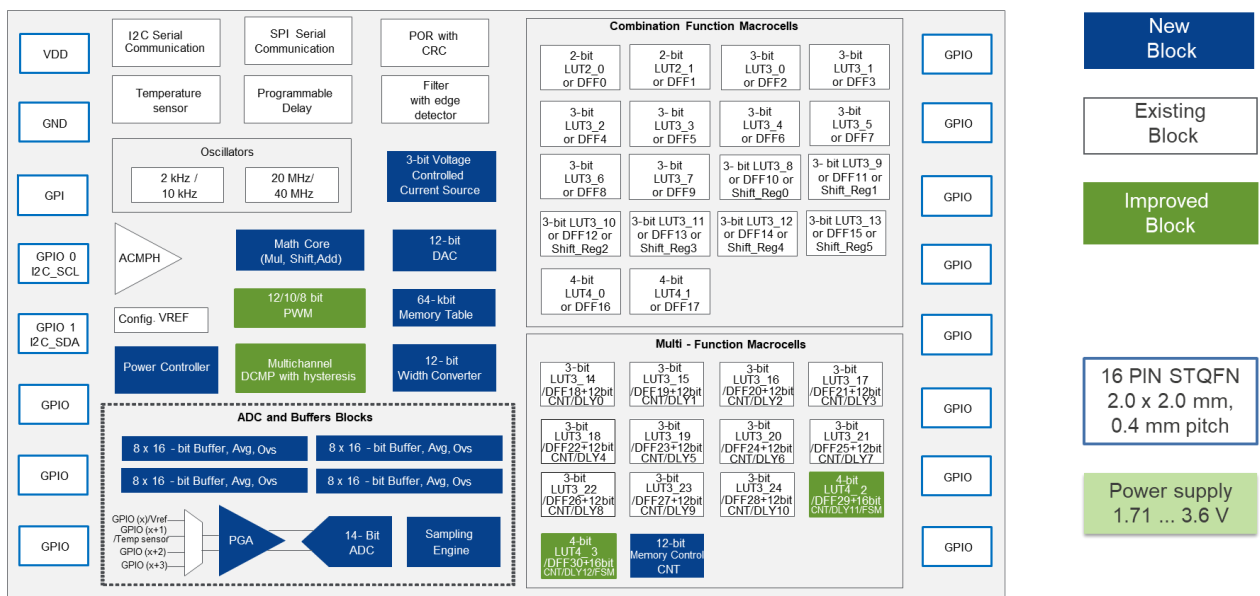 VDD
GND
GPI
GPIO 0
I2C_SCL
GPIO 1
I2C_SDA
GPIO
GPIO
GPIO
I2C Serial
Communication
SPI Serial
Communication
POR with
CRC
Temperature
sensor
Programmable
Delay
Filter
with edge
detector
Oscillators
2 kHz /
10 kHz
20 MHz/
40 MHz
3-bit Voltage
Controlled
Current Source
ACMPH
Math Core
(Mul, Shift,Add)
12-bit
DAC
Config. VREF
12/10/8 bit
PWM
64-kbit
Memory Table
Power Controller
Multichannel
DCMP with hysteresis
12-bit
Width Converter
ADC and Buffers Blocks
8 x 16 - bit Buffer, Avg, Ovs
8 x 16 - bit Buffer, Avg, Ovs
8 x 16 - bit Buffer, Avg, Ovs
8 x 16 - bit Buffer, Avg, Ovs
GPIO (x)/Vref
GPIO (x+1)
/Temp sensor
GPIO (x+2)
GPIO (x+3)
PGA
14- Bit
ADC
Sampling
Engine
Combination Function Macrocells
2-bit
LUT2_0
or DFF0
2-bit
LUT2_1
or DFF1
3-bit
LUT3_0
or DFF2
3-bit
LUT3_1
or DFF3
3-bit
LUT3_2
or DFF4
3- bit
LUT3_3
or DFF5
3-bit
LUT3_4
or DFF6
3-bit
LUT3_5
or DFF7
3-bit
LUT3_6
or DFF8
3-bit
LUT3_7
or DFF9
3- bit LUT3_8
or DFF10 or
Shift_Reg0
3- bit LUT3_9
or DFF11 or
Shift_Reg1
3-bit LUT3_10
or DFF12 or
Shift_Reg2
3-bit LUT3_11
or DFF13 or
Shift_Reg3
3-bit LUT3_12
or DFF14 or
Shift_Reg4
3-bit LUT3_13
or DFF15 or
Shift_Reg5
4-bit
LUT4_0
or DFF16
4-bit
LUT4_1
or DFF17
Multi - Function Macrocells
3-bit
LUT3_14
/DFF18+12bit
CNT/DLY0
3-bit
LUT3_15
/DFF19+12bit
CNT/DLY1
3-bit
LUT3_16
/DFF20+12bit
CNT/DLY2
3-bit
LUT3_17
/DFF21+12bit
CNT/DLY3
3-bit
LUT3_18
/DFF22+12bit
CNT/DLY4
3-bit
LUT3_19
/DFF23+12bit
CNT/DLY5
3-bit
LUT3_20
/DFF24+12bit
CNT/DLY6
3-bit
LUT3_21
/DFF25+12bit
CNT/DLY7
3-bit
LUT3_22
/DFF26+12bit
CNT/DLY8
3-bit
LUT3_23
/DFF27+12bit
CNT/DLY9
3-bit
LUT3_24
/DFF28+12bit
CNT/DLY10
4-bit
LUT4_2
/DFF29+16bit
CNT/DLY11/FSM
4-bit
LUT4_3
/DFF30+16bit
CNT/DLY12/FSM
12-bit
Memory Control
CNT
GPIO
GPIO
GPIO
GPIO
GPIO
GPIO
GPIO
GPIO
New
Block
Existing
Block
Improved
Block
16 PIN STQFN
2.0 x 2.0 mm,
0.4 mm pitch
Power supply
1.71 ... 3.6 V